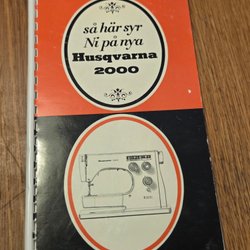 så här syr
Ni på nya
Husqvarna
2000